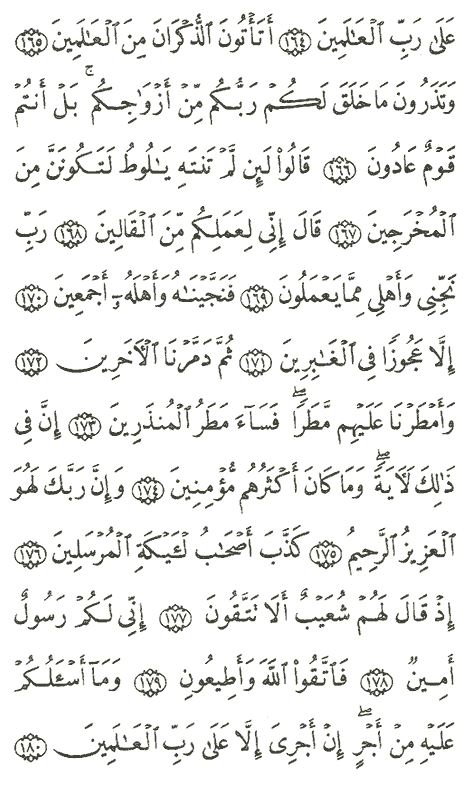 عَلَىٰ رَبِّ ٱلۡعَٰلَمِينَ ١٦٤ أَتَأۡتُونَ ٱلذُّكۡرَانَ مِنَ ٱلۡعَٰلَمِينَ ١٦٥
وَتَذَرُونَ مَا خَلَقَ لَكُمۡ رَبُّكُم مِّنۡ أَزۡوَٰجِكُمۚ بَلۡ أَنتُمۡ
قَوۡمٌ عَادُونَ ١٦٦ قَالُواْ لَئِن لَّمۡ تَنتَهِ يَٰلُوطُ لَتَكُونَنَّ مِنَ
ٱلۡمُخۡرَجِينَ ١٦٧ قَالَ إِنِّي لِعَمَلِكُم مِّنَ ٱلۡقَالِينَ ١٦٨ رَبِّ
نَجِّنِي وَأَهۡلِي مِمَّا يَعۡمَلُونَ ١٦٩ فَنَجَّيۡنَٰهُ وَأَهۡلَهُۥٓ أَجۡمَعِينَ ١٧٠
إِلَّا عَجُوزٗا فِي ٱلۡغَٰبِرِينَ ١٧١ ثُمَّ دَمَّرۡنَا ٱلۡأٓخَرِينَ ١٧٢
وَأَمۡطَرۡنَا عَلَيۡهِم مَّطَرٗاۖ فَسَآءَ مَطَرُ ٱلۡمُنذَرِينَ ١٧٣ إِنَّ فِي
ذَٰلِكَ لَأٓيَةٗۖ وَمَا كَانَ أَكۡثَرُهُم مُّؤۡمِنِينَ ١٧٤ وَإِنَّ رَبَّكَ لَهُوَ
ٱلۡعَزِيزُ ٱلرَّحِيمُ ١٧٥ كَذَّبَ أَصۡحَٰبُ لۡـَٔيۡكَةِ ٱلۡمُرۡسَلِينَ ١٧٦
إِذۡ قَالَ لَهُمۡ شُعَيۡبٌ أَلَا تَتَّقُونَ ١٧٧ إِنِّي لَكُمۡ رَسُولٌ
أَمِينٞ ١٧٨ فَٱتَّقُواْ ٱللَّهَ وَأَطِيعُونِ ١٧٩ وَمَآ أَسۡـَٔلُكُمۡ
عَلَيۡهِ مِنۡ أَجۡرٍۖ إِنۡ أَجۡرِيَ إِلَّا عَلَىٰ رَبِّ ٱلۡعَٰلَمِينَ ١٨٠